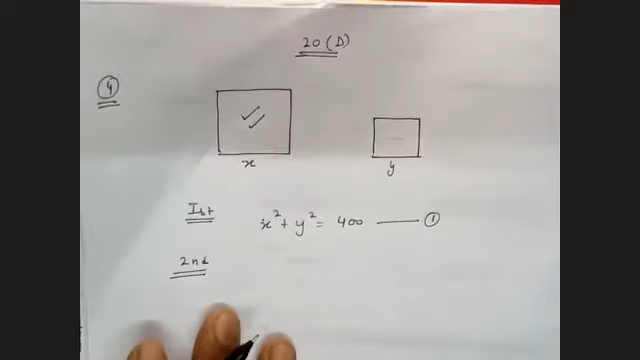 20 (D)
4
x
y
Ist
x² + y² = 400 —— ①
2nd